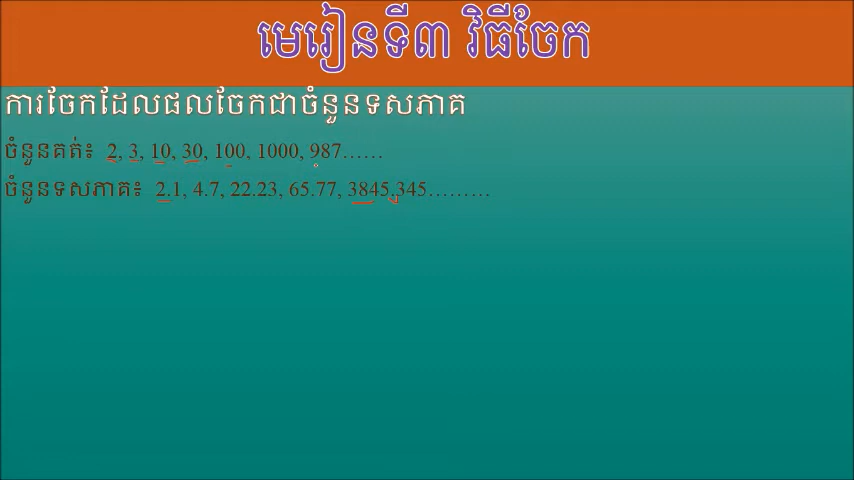 មេរៀនទី៣ វិធីចែក
ការចែកដែលផលចែកជាចំនួនទសភាគ
ចំនួនគត់៖ 2, 3, 10, 30, 100, 1000, 987……
ចំនួនទសភាគ៖ 2.1, 4.7, 22.23, 65.77, 3845.345………